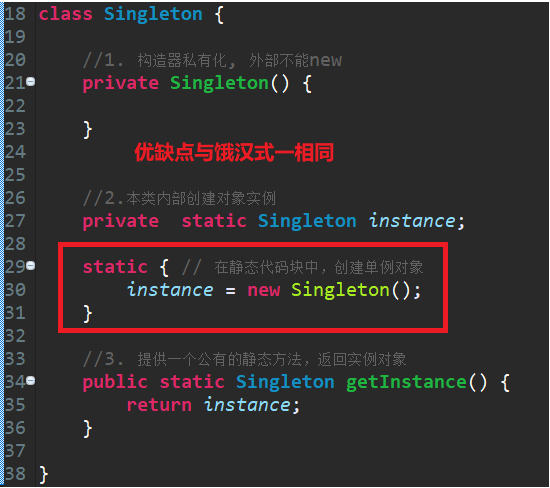 18 class Singleton {
19
20 //1. 构造器私有化, 外部不能new
21 private Singleton() {
22
23 }
24 优缺点与饿汉式一相同
25
26 //2.本类内部创建对象实例
27 private  static Singleton instance;
28
29 static { // 在静态代码块中，创建单例对象
30 instance = new Singleton();
31 }
32
33 //3. 提供一个公有的静态方法，返回实例对象
34 public static Singleton getInstance() {
35 return instance;
36 }
37
38 }